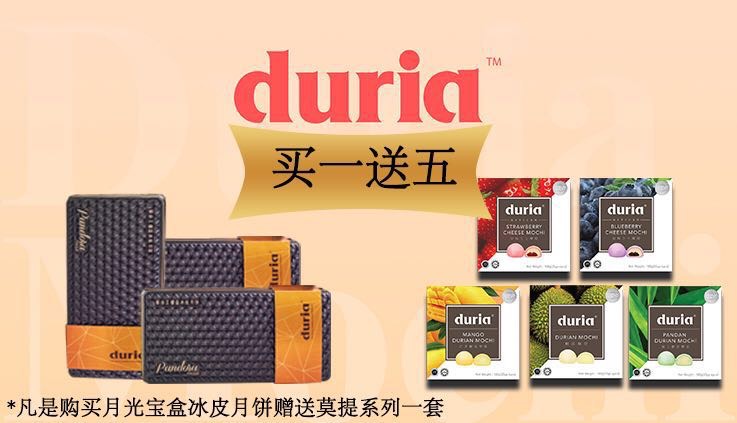 duria™
买一送五
Pandora
duria
duria
Pandora
duria
STRAWBERRY
CHEESE MOCHI
duria
BLUEBERRY
CHEESE MOCHI
duria
MANGO
DURIAN MOCHI
duria
DURIAN MOCHI
duria
PANDAN
DURIAN MOCHI
*凡是购买月光宝盒冰皮月饼赠送莫提系列一套